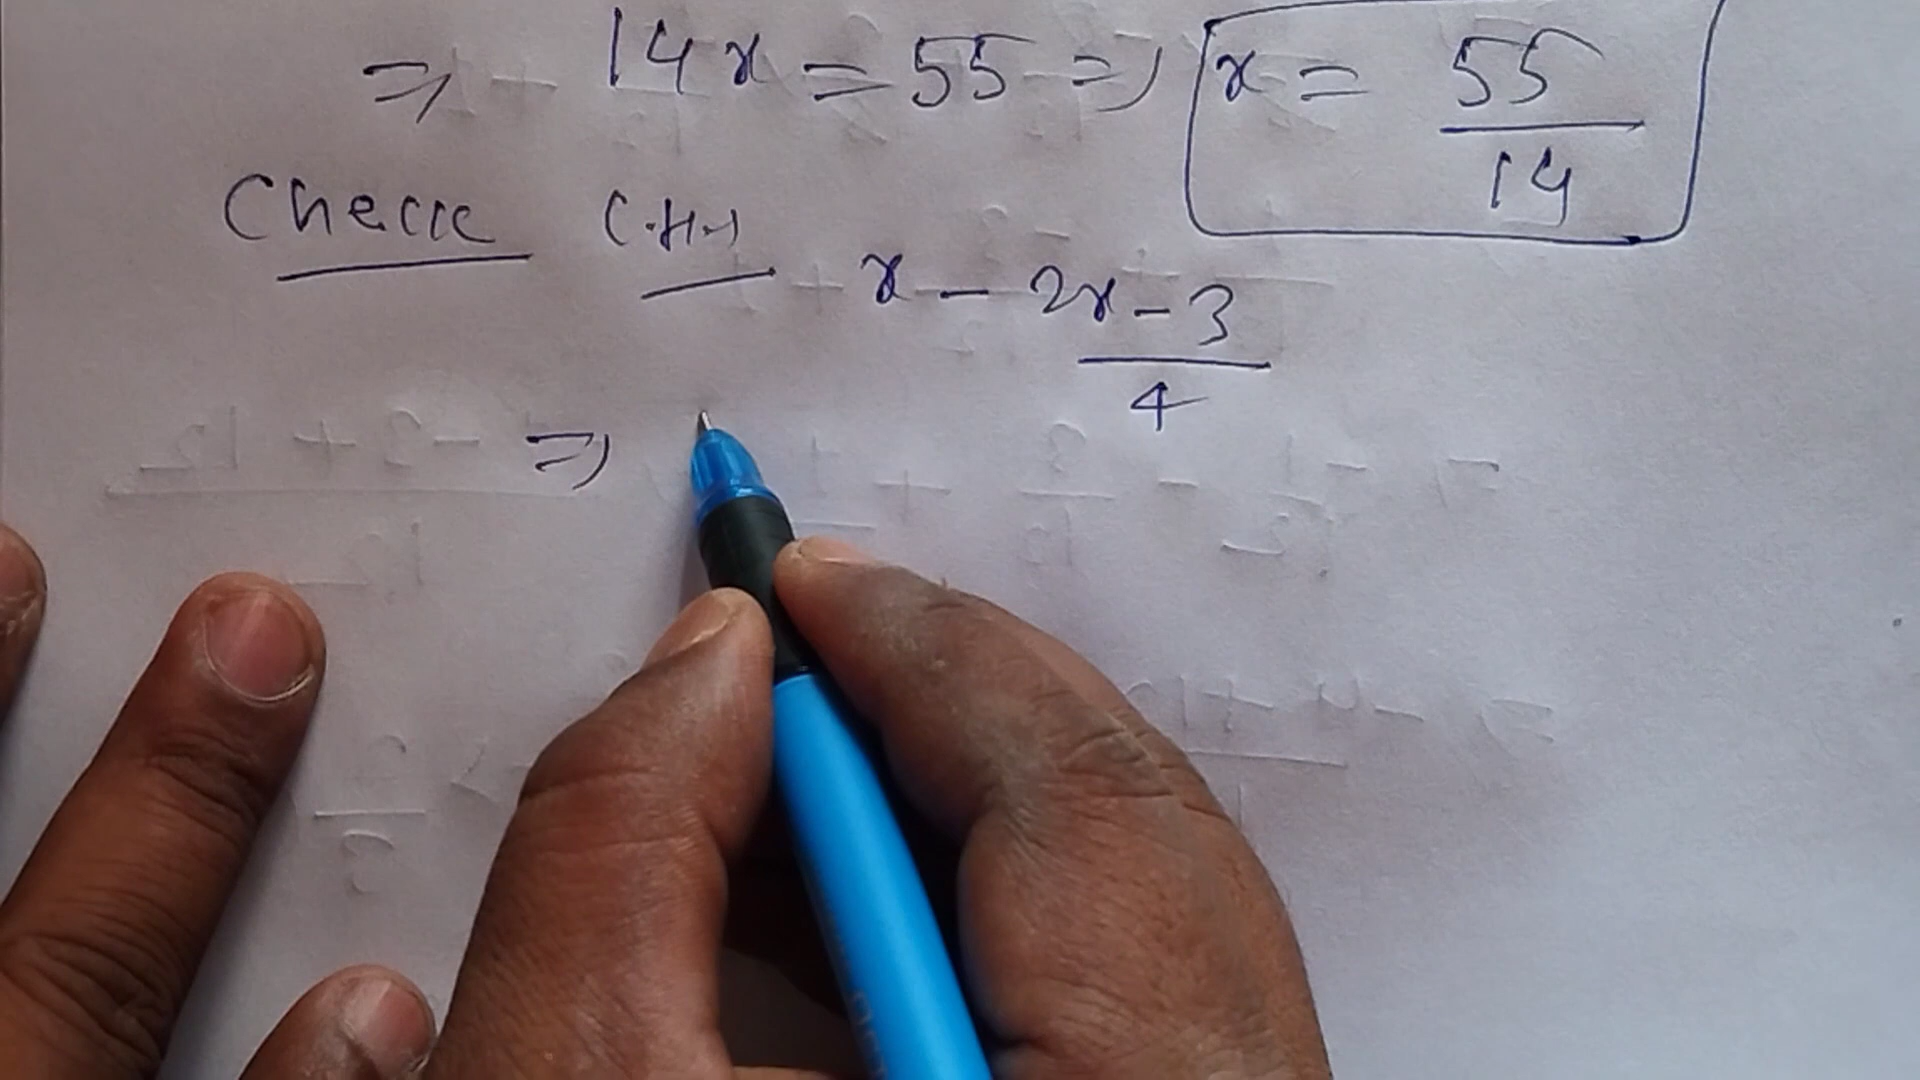 ⇒ 14x = 55 ⇒ x = 55/14
Check L.H.S
x - 2x - 3 / 4
⇒